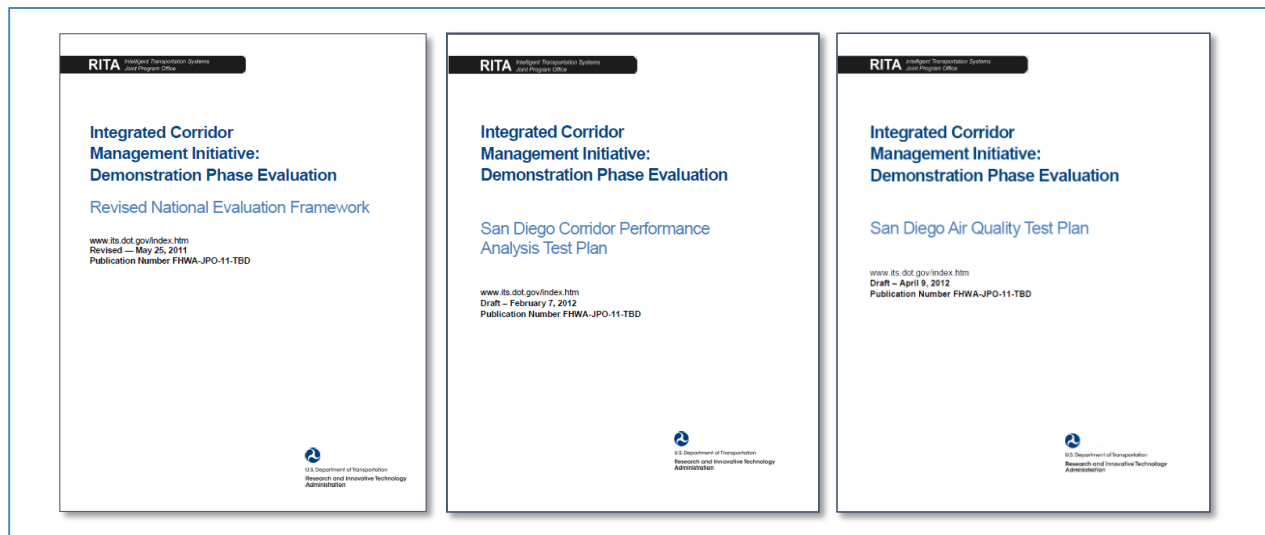 RITA Intelligent Transportation Systems
Joint Program Office
Integrated Corridor
Management Initiative:
Demonstration Phase Evaluation
Revised National Evaluation Framework
www.its.dot.gov/index.htm
Revised — May 25, 2011
Publication Number FHWA-JPO-11-TBD
U.S. Department of Transportation
Research and Innovative Technology
Administration
RITA Intelligent Transportation Systems
Joint Program Office
Integrated Corridor
Management Initiative:
Demonstration Phase Evaluation
San Diego Corridor Performance
Analysis Test Plan
www.its.dot.gov/index.htm
Draft – February 7, 2012
Publication Number FHWA-JPO-11-TBD
U.S. Department of Transportation
Research and Innovative Technology
Administration
RITA Intelligent Transportation Systems
Joint Program Office
Integrated Corridor
Management Initiative:
Demonstration Phase Evaluation
San Diego Air Quality Test Plan
www.its.dot.gov/index.htm
Draft – April 9, 2012
Publication Number FHWA-JPO-11-TBD
U.S. Department of Transportation
Research and Innovative Technology
Administration